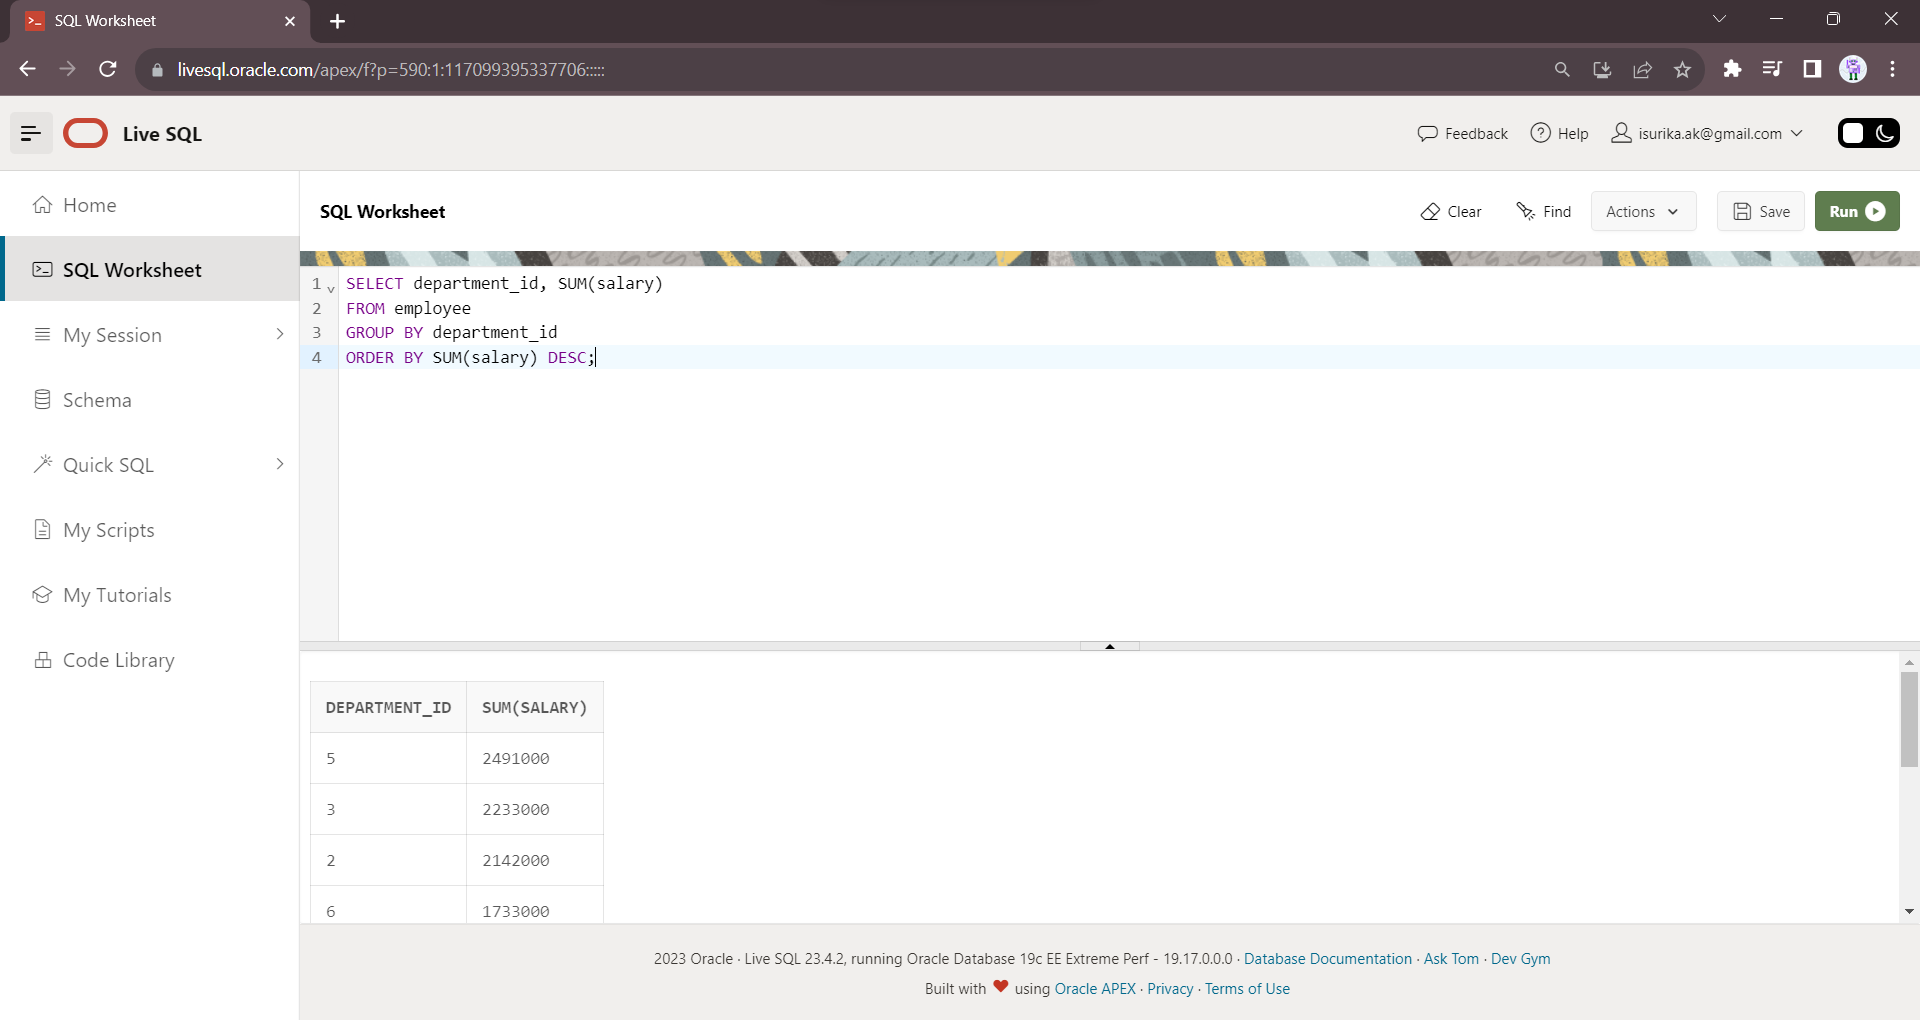 SQL Worksheet
livesql.oracle.com/apex/f?p=590:1:117099395337706:::::
Live SQL
Feedback
Help
isurika.ak@gmail.com
Home
SQL Worksheet
My Session
Schema
Quick SQL
My Scripts
My Tutorials
Code Library
SQL Worksheet
Clear
Find
Actions
Save
Run
1 SELECT department_id, SUM(salary)
2 FROM employee
3 GROUP BY department_id
4 ORDER BY SUM(salary) DESC;
DEPARTMENT_ID SUM(SALARY)
5 2491000
3 2233000
2 2142000
6 1733000
2023 Oracle · Live SQL 23.4.2, running Oracle Database 19c EE Extreme Perf - 19.17.0.0.0 · Database Documentation · Ask Tom · Dev Gym
Built with ❤ using Oracle APEX · Privacy · Terms of Use